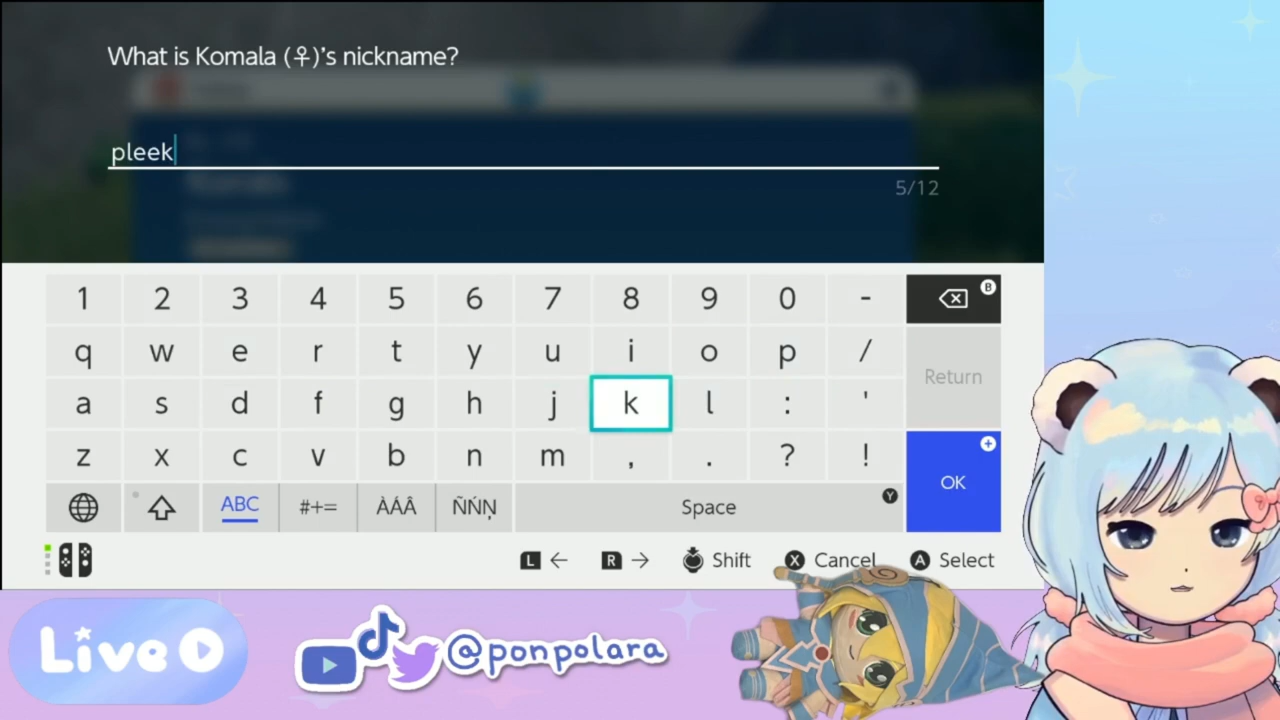 What is Komala (♀)'s nickname?
pleek
5/12
1 2 3 4 5 6 7 8 9 0 -
q w e r t y u i o p /
Return
a s d f g h j k l : '
z x c v b n m , . ? !
OK
ABC #+= ÀÁÂ ÑŃŅ Space
L ← R → Shift X Cancel A Select
Live
@ponpolara